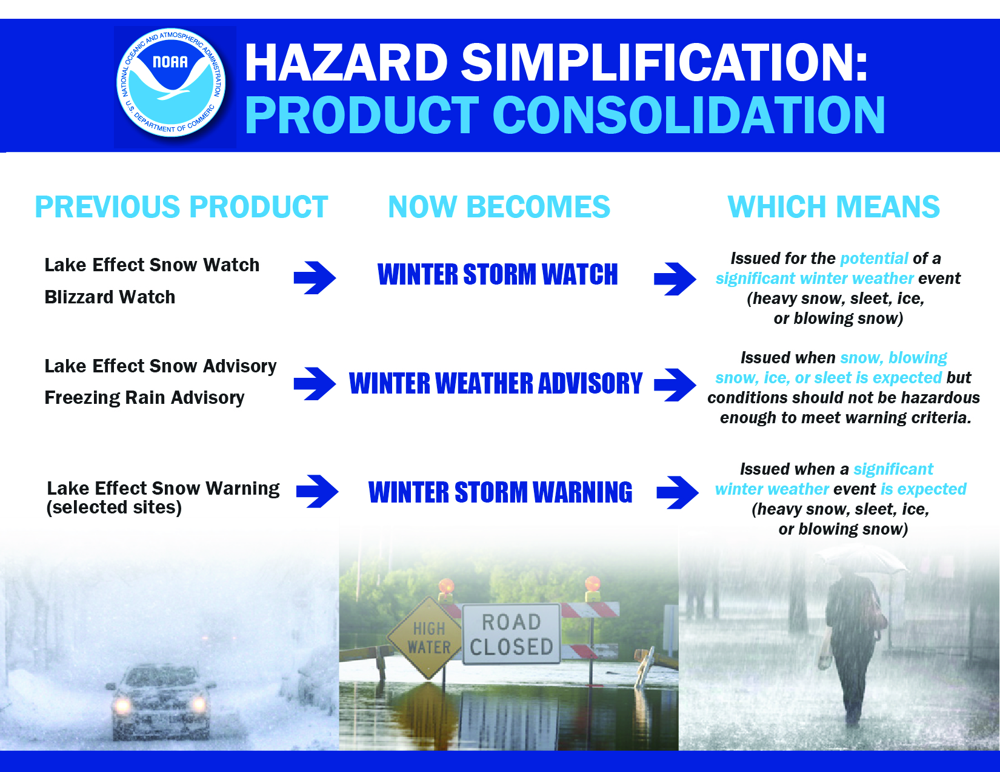 NATIONAL OCEANIC AND ATMOSPHERIC ADMINISTRATION
NOAA
U.S. DEPARTMENT OF COMMERC
HAZARD SIMPLIFICATION:
PRODUCT CONSOLIDATION
PREVIOUS PRODUCT
NOW BECOMES
WHICH MEANS
Lake Effect Snow Watch
Blizzard Watch
WINTER STORM WATCH
Issued for the potential of a
significant winter weather event
(heavy snow, sleet, ice,
or blowing snow)
Lake Effect Snow Advisory
Freezing Rain Advisory
WINTER WEATHER ADVISORY
Issued when snow, blowing
snow, ice, or sleet is expected but
conditions should not be hazardous
enough to meet warning criteria.
Lake Effect Snow Warning
(selected sites)
WINTER STORM WARNING
Issued when a significant
winter weather event is expected
(heavy snow, sleet, ice,
or blowing snow)
HIGH
WATER
ROAD
CLOSED